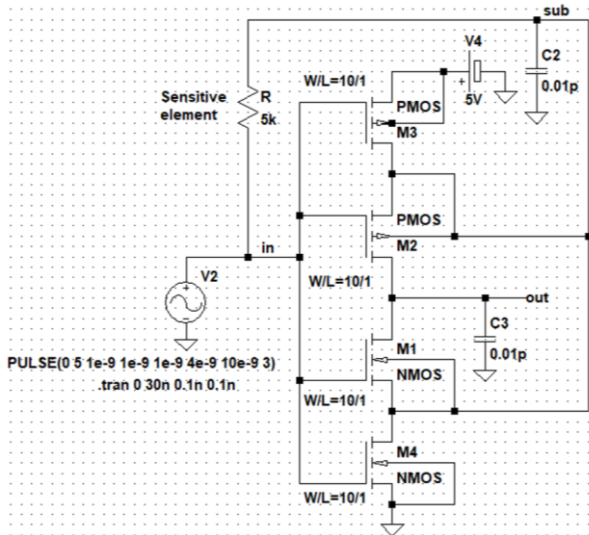 sub
V4
C2
0.01p
W/L=10/1
+
5V
PMOS
M3
Sensitive
element
R
5k
PMOS
M2
in
W/L=10/1
V2
+
out
C3
0.01p
M1
NMOS
PULSE(0 5 1e-9 1e-9 1e-9 4e-9 10e-9 3)
.tran 0 30n 0.1n 0.1n
W/L=10/1
M4
NMOS
W/L=10/1